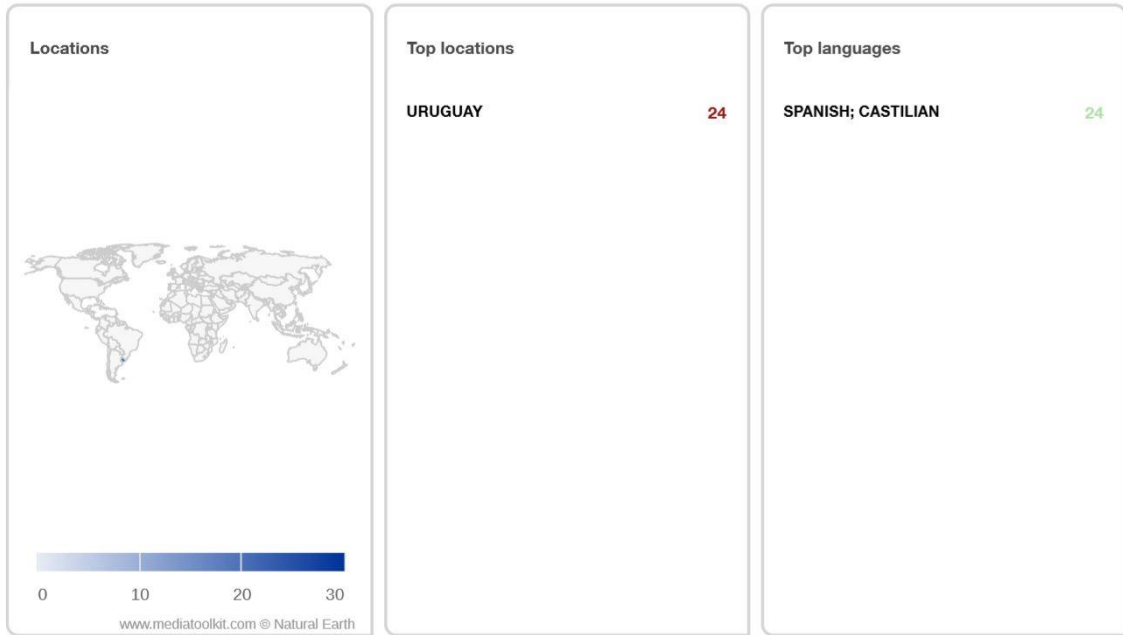 Locations
0 10 20 30
www.mediatoolkit.com © Natural Earth
Top locations
URUGUAY 24
Top languages
SPANISH; CASTILIAN 24